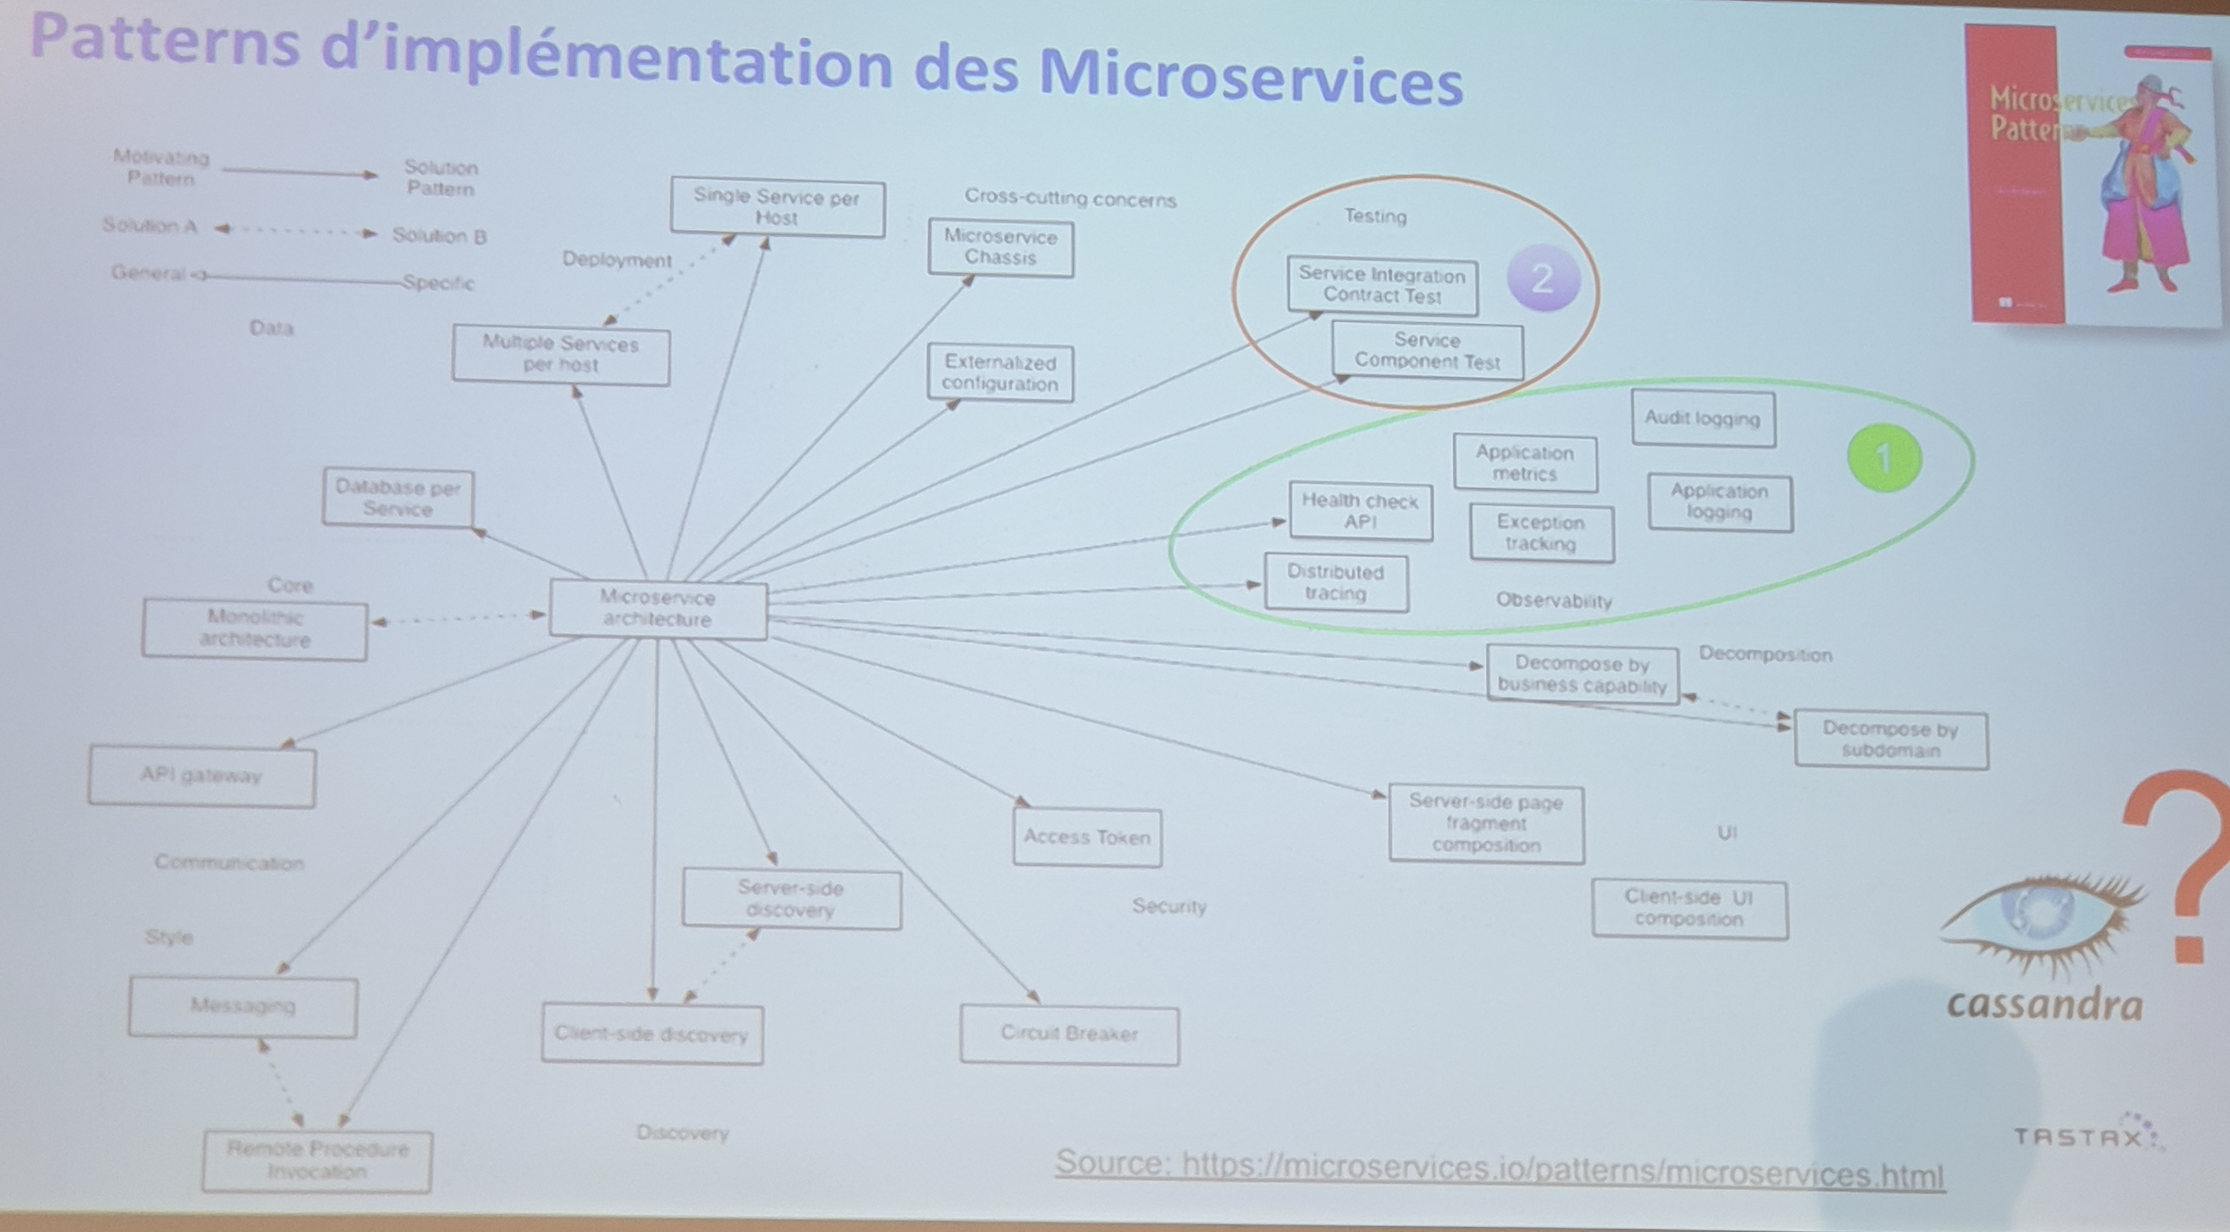 Patterns d'implémentation des Microservices
Microservices
Patterns
Motivating
Pattern
Solution
Pattern
Solution A
Solution B
General
Specific
Data
Deployment
Single Service per
Host
Multiple Services
per host
Cross-cutting concerns
Microservice
Chassis
Externalized
configuration
Testing
Service Integration
Contract Test
2
Service
Component Test
Audit logging
Application
metrics
1
Health check
API
Exception
tracking
Application
logging
Distributed
tracing
Observability
Database per
Service
Core
Monolithic
architecture
Microservice
architecture
Decompose by
business capability
Decomposition
Decompose by
subdomain
API gateway
Communication
Style
Messaging
Remote Procedure
Invocation
Server-side
discovery
Client-side discovery
Discovery
Access Token
Security
Circuit Breaker
Server-side page
fragment
composition
UI
Client-side UI
composition
?
cassandra
TASTAX
Source: https://microservices.io/patterns/microservices.html